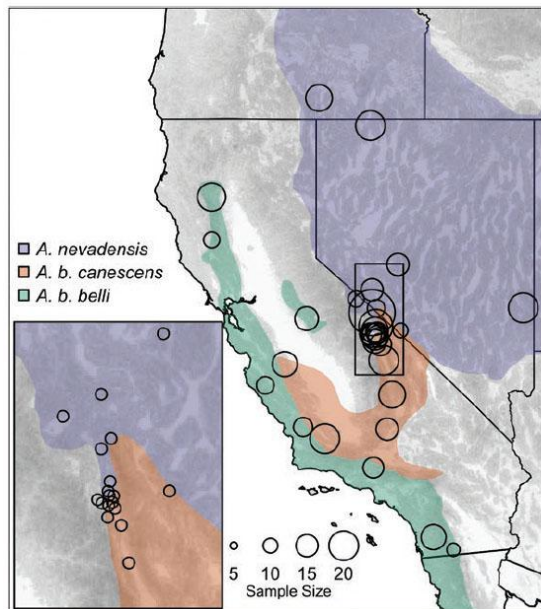 A. nevadensis
A. b. canescens
A. b. belli
5 10 15 20
Sample Size